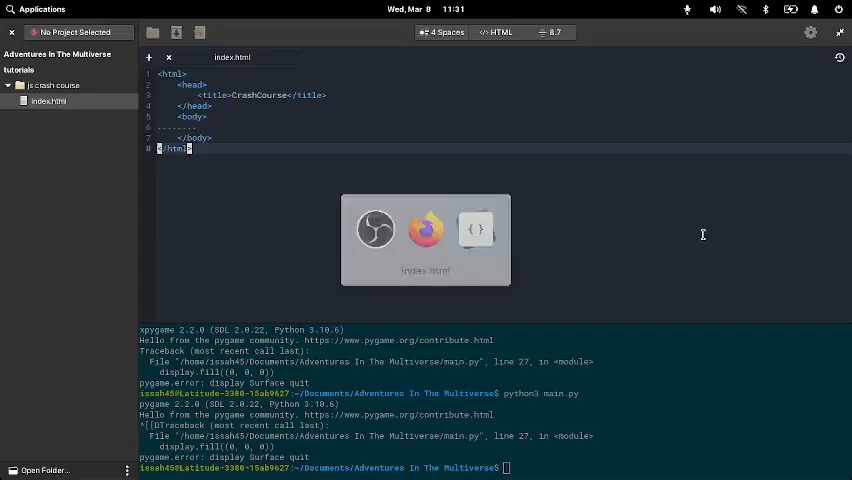 Applications
Wed, Mar 8 11:31
No Project Selected
4 Spaces
</> HTML
8.7
Adventures In The Multiverse
tutorials
js crash course
index.html
index.html
1 <html>
2 <head>
3 <title>CrashCourse</title>
4 </head>
5 <body>
6 --------
7 </body>
8 </html>
{ }
index.html
xpygame 2.2.0 (SDL 2.0.22, Python 3.10.6)
Hello from the pygame community. https://www.pygame.org/contribute.html
Traceback (most recent call last):
File "/home/issah45/Documents/Adventures In The Multiverse/main.py", line 27, in <module>
display.fill((0, 0, 0))
pygame.error: display Surface quit
issah45@Latitude-3380-15ab9627:~/Documents/Adventures In The Multiverse$ python3 main.py
pygame 2.2.0 (SDL 2.0.22, Python 3.10.6)
Hello from the pygame community. https://www.pygame.org/contribute.html
^[[DTraceback (most recent call last):
File "/home/issah45/Documents/Adventures In The Multiverse/main.py", line 27, in <module>
display.fill((0, 0, 0))
pygame.error: display Surface quit
issah45@Latitude-3380-15ab9627:~/Documents/Adventures In The Multiverse$
Open Folder...